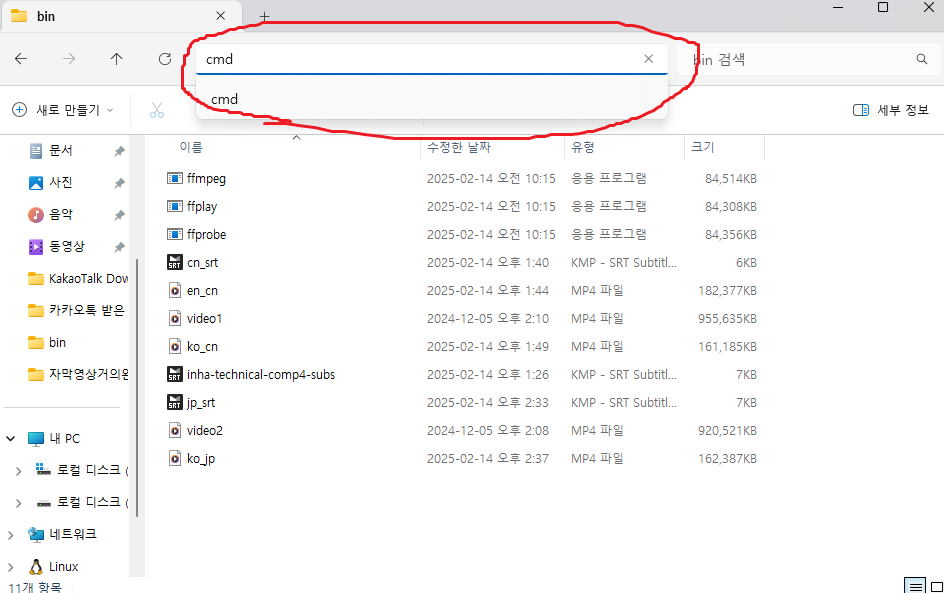 bin
cmd
bin 검색
cmd
새로 만들기
세부 정보
이름 수정한 날짜 유형 크기
문서
사진
음악
동영상
KakaoTalk Dow
카카오톡 받은
bin
자막영상거의완
내 PC
로컬 디스크 (
로컬 디스크 (
네트워크
Linux
ffmpeg 2025-02-14 오전 10:15 응용 프로그램 84,514KB
ffplay 2025-02-14 오전 10:15 응용 프로그램 84,308KB
ffprobe 2025-02-14 오전 10:15 응용 프로그램 84,356KB
SRT cn_srt 2025-02-14 오후 1:40 KMP - SRT Subtitl... 6KB
en_cn 2025-02-14 오후 1:44 MP4 파일 182,377KB
video1 2024-12-05 오후 2:10 MP4 파일 955,635KB
ko_cn 2025-02-14 오후 1:49 MP4 파일 161,185KB
SRT inha-technical-comp4-subs 2025-02-14 오후 1:26 KMP - SRT Subtitl... 7KB
SRT jp_srt 2025-02-14 오후 2:33 KMP - SRT Subtitl... 7KB
video2 2024-12-05 오후 2:08 MP4 파일 920,521KB
ko_jp 2025-02-14 오후 2:37 MP4 파일 162,387KB
11개 항목